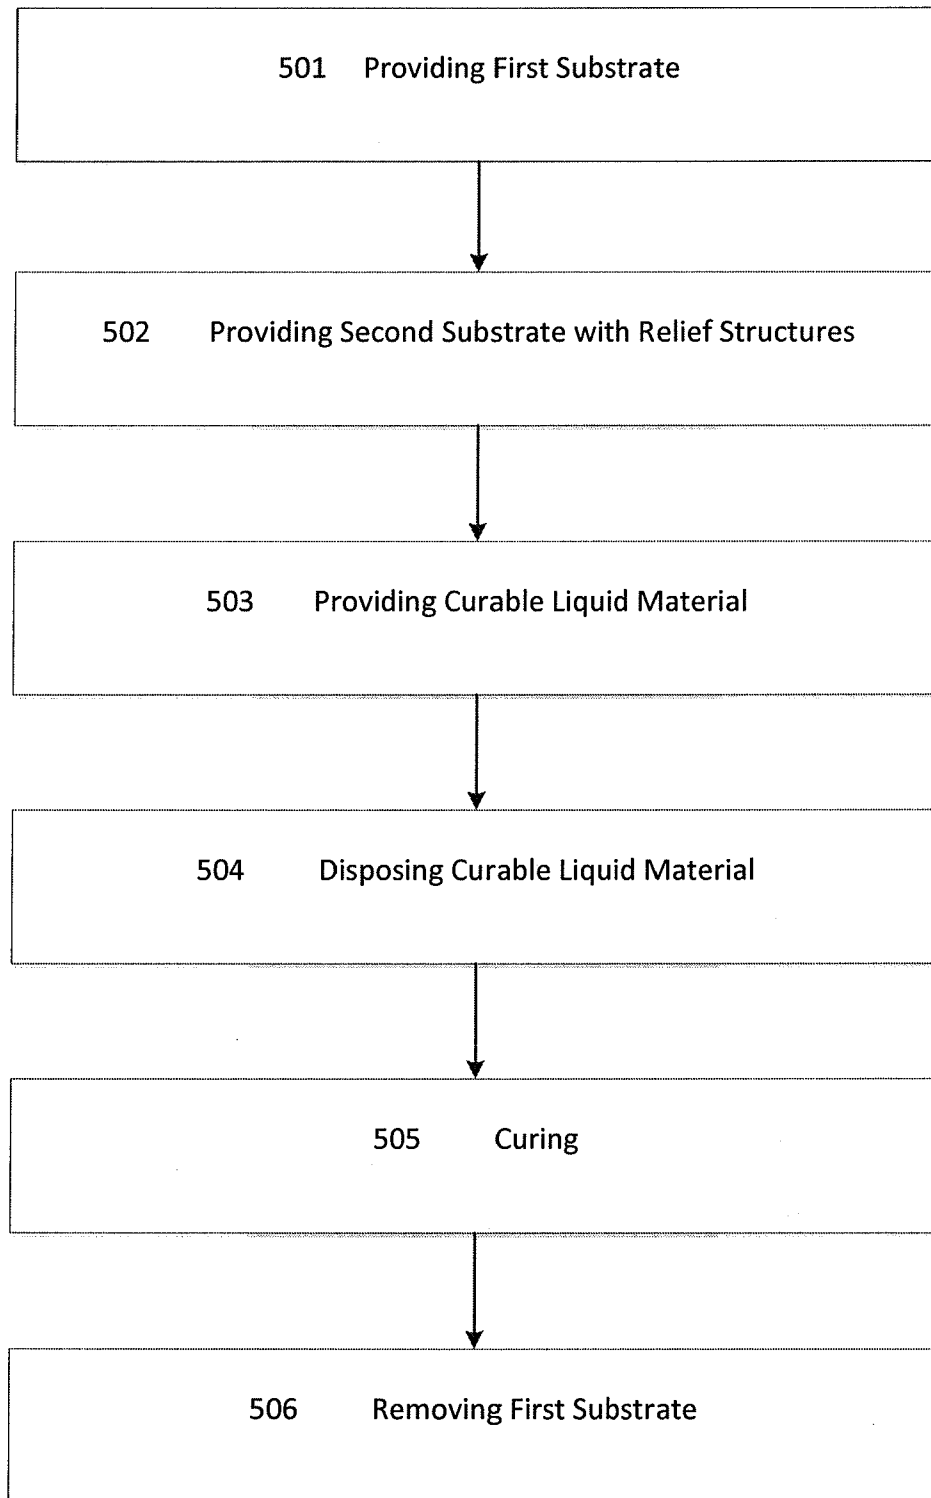 501 Providing First Substrate
502 Providing Second Substrate with Relief Structures
503 Providing Curable Liquid Material
504 Disposing Curable Liquid Material
505 Curing
506 Removing First Substrate